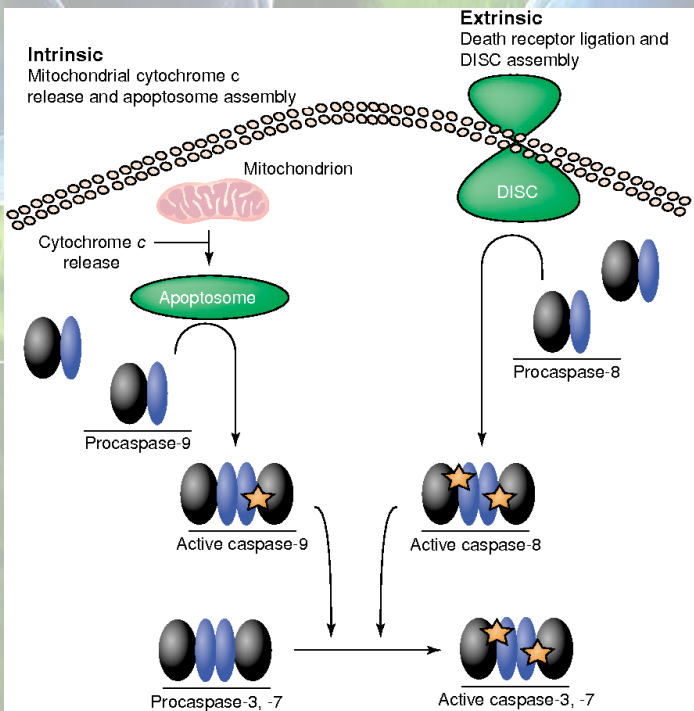 Intrinsic
Mitochondrial cytochrome c
release and apoptosome assembly
Extrinsic
Death receptor ligation and
DISC assembly
Mitochondrion
DISC
Cytochrome c
release
Apoptosome
Procaspase-8
Procaspase-9
Active caspase-9
Active caspase-8
Procaspase-3, -7
Active caspase-3, -7